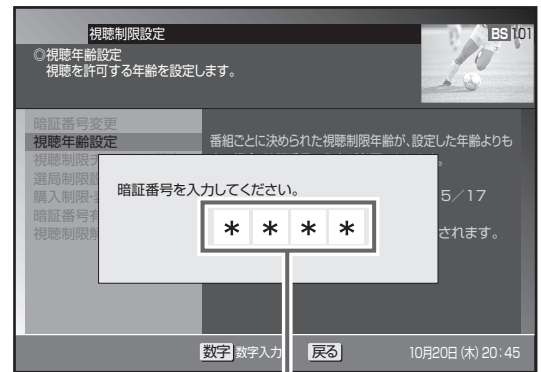 視聴制限設定
BS 101
◎視聴年齢設定
視聴を許可する年齢を設定します。
暗証番号変更
視聴年齢設定
視聴制限
選局制限設
購入制限・
暗証番号有
視聴制限解
番組ごとに決められた視聴制限年齢が、設定した年齢よりも
5/17
されます。
暗証番号を入力してください。
* * * *
数字 数字入力 戻る 10月20日(木)20:45